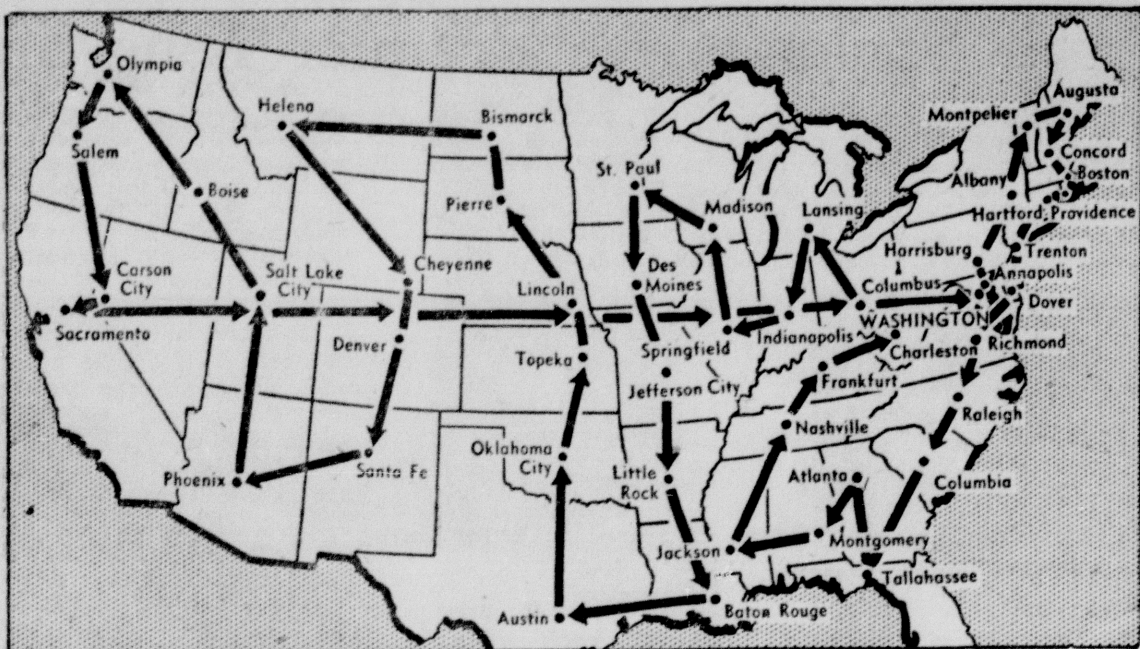 Olympia
Helena
Bismarck
Salem
Boise
Pierre
Carson
City
Salt Lake
City
Cheyenne
Sacramento
Denver
Lincoln
Topeka
Phoenix
Santa Fe
Oklahoma
City
Austin
St. Paul
Madison
Lansing
Des
Moines
Springfield
Indianapolis
Columbus
WASHINGTON
Jefferson City
Charleston
Frankfurt
Nashville
Little
Rock
Atlanta
Jackson
Montgomery
Tallahassee
Baton Rouge
Augusta
Montpelier
Concord
Boston
Albany
Hartford
Providence
Harrisburg
Trenton
Annapolis
Dover
Richmond
Raleigh
Columbia